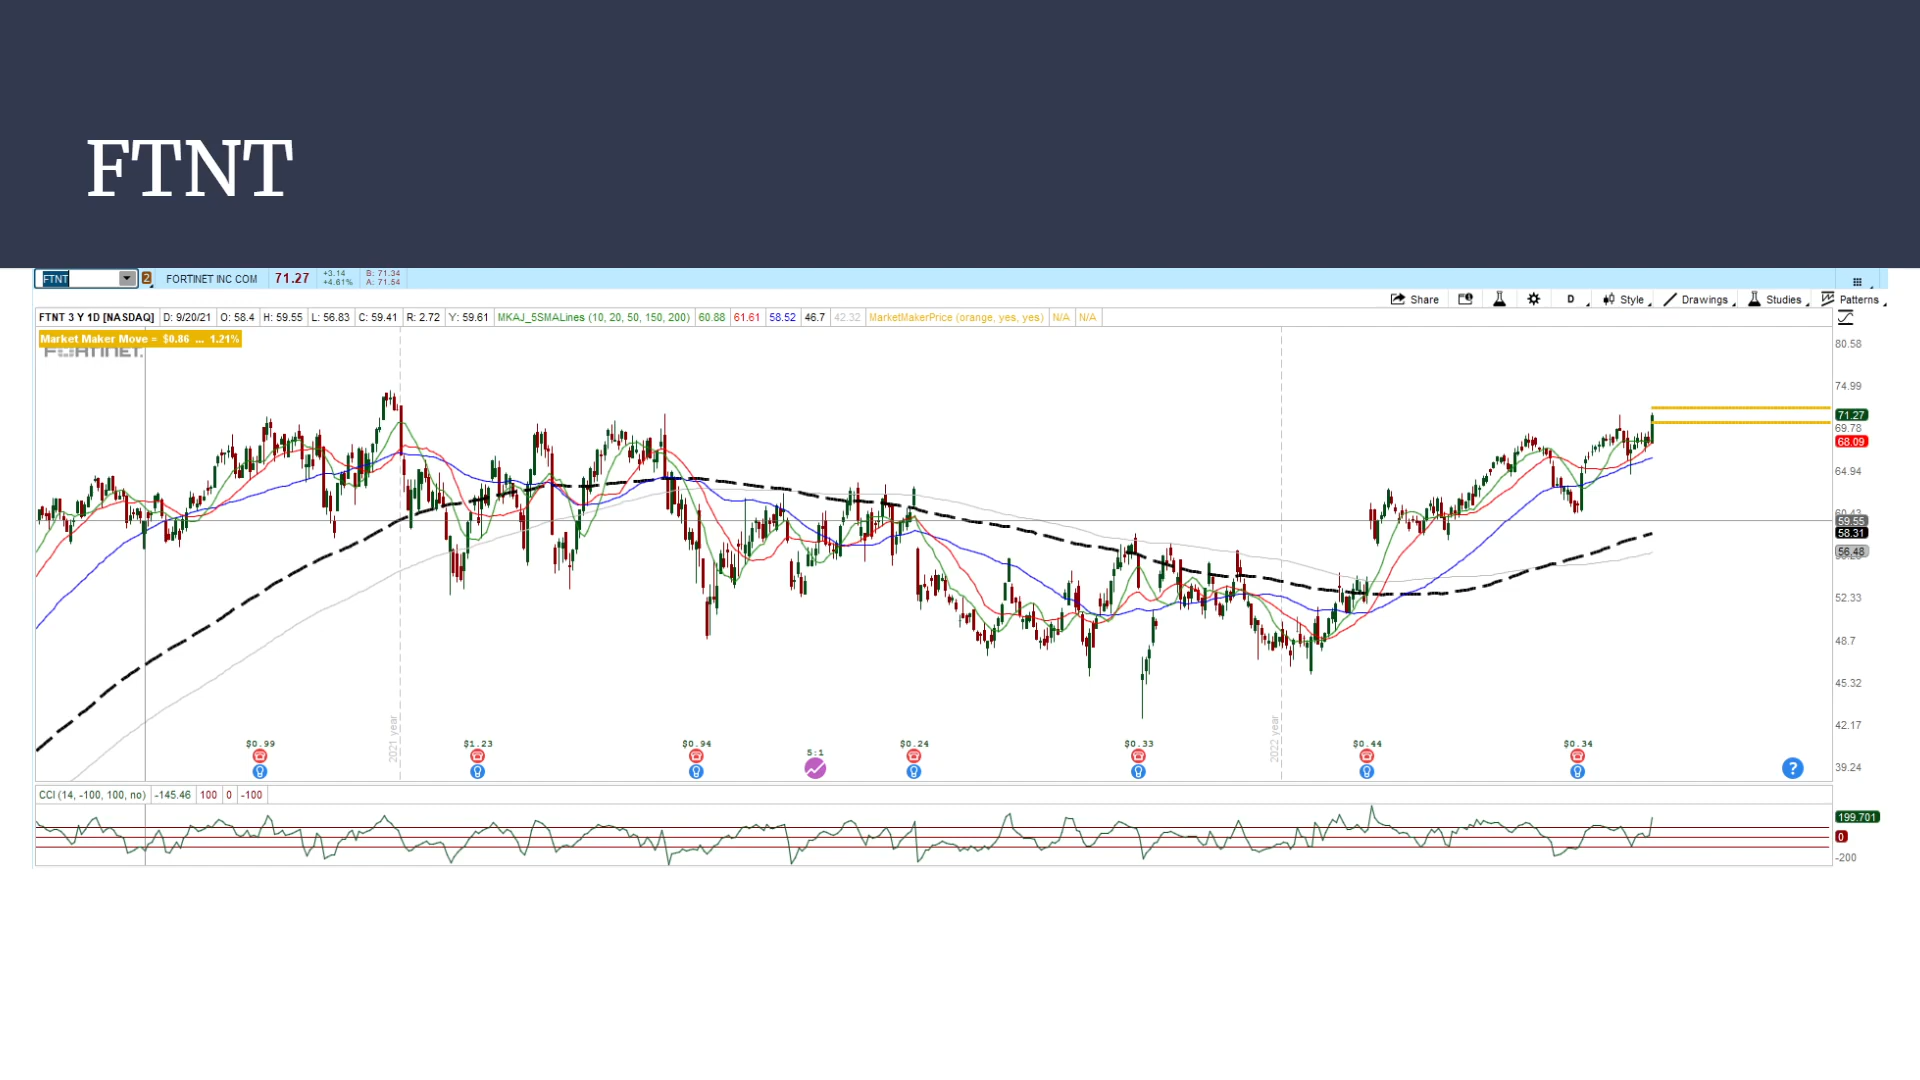 FTNT
FTNT 2 FORTINET INC COM 71.27 +3.14 +4.61% B: 71.34 A: 71.54
Share D Style Drawings Studies Patterns
FTNT 3 Y 1D [NASDAQ] D: 9/20/21 O: 58.4 H: 59.55 L: 56.83 C: 59.41 R: 2.72 Y: 59.61 MKAJ_5SMALines (10, 20, 50, 150, 200) 60.88 61.61 58.52 46.7 42.32 MarketMakerPrice (orange, yes, yes) N/A N/A
Market Maker Move = $0.86 ... 1.21%
FORTINET.
80.58
74.99
71.27
69.78
68.09
64.94
59.55
58.31
56.48
52.33
48.7
45.32
42.17
39.24
2021 year
2022 year
$0.99 $1.23 $0.94 5:1 $0.24 $0.33 $0.44 $0.34
?
CCI (14, -100, 100, no) -145.46 100 0 -100
199.701
0
-200